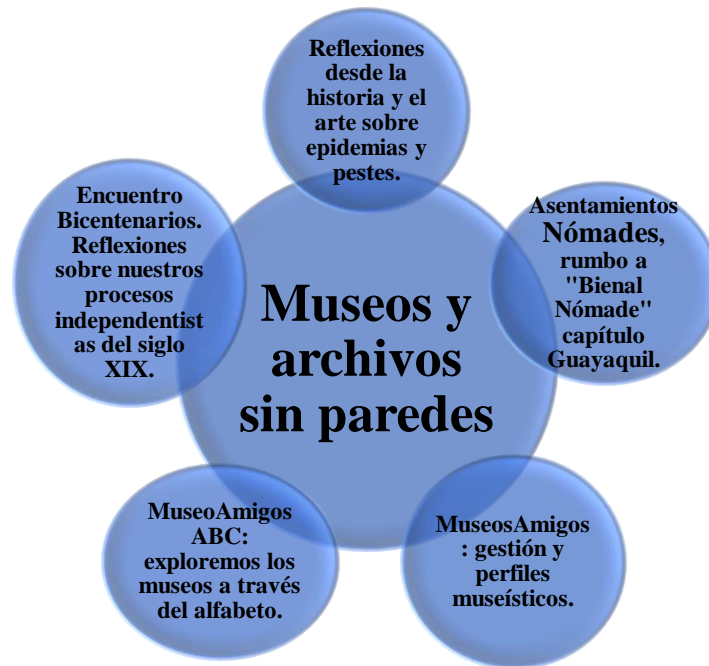 Reflexiones
desde la
historia y el
arte sobre
epidemias y
pestes.
Asentamientos
Nómades,
rumbo a
"Bienal
Nómade"
capítulo
Guayaquil.
MuseosAmigos
: gestión y
perfiles
museísticos.
MuseoAmigos
ABC:
exploremos los
museos a través
del alfabeto.
Encuentro
Bicentenarios.
Reflexiones
sobre nuestros
procesos
independentist
as del siglo
XIX.
Museos y
archivos
sin paredes